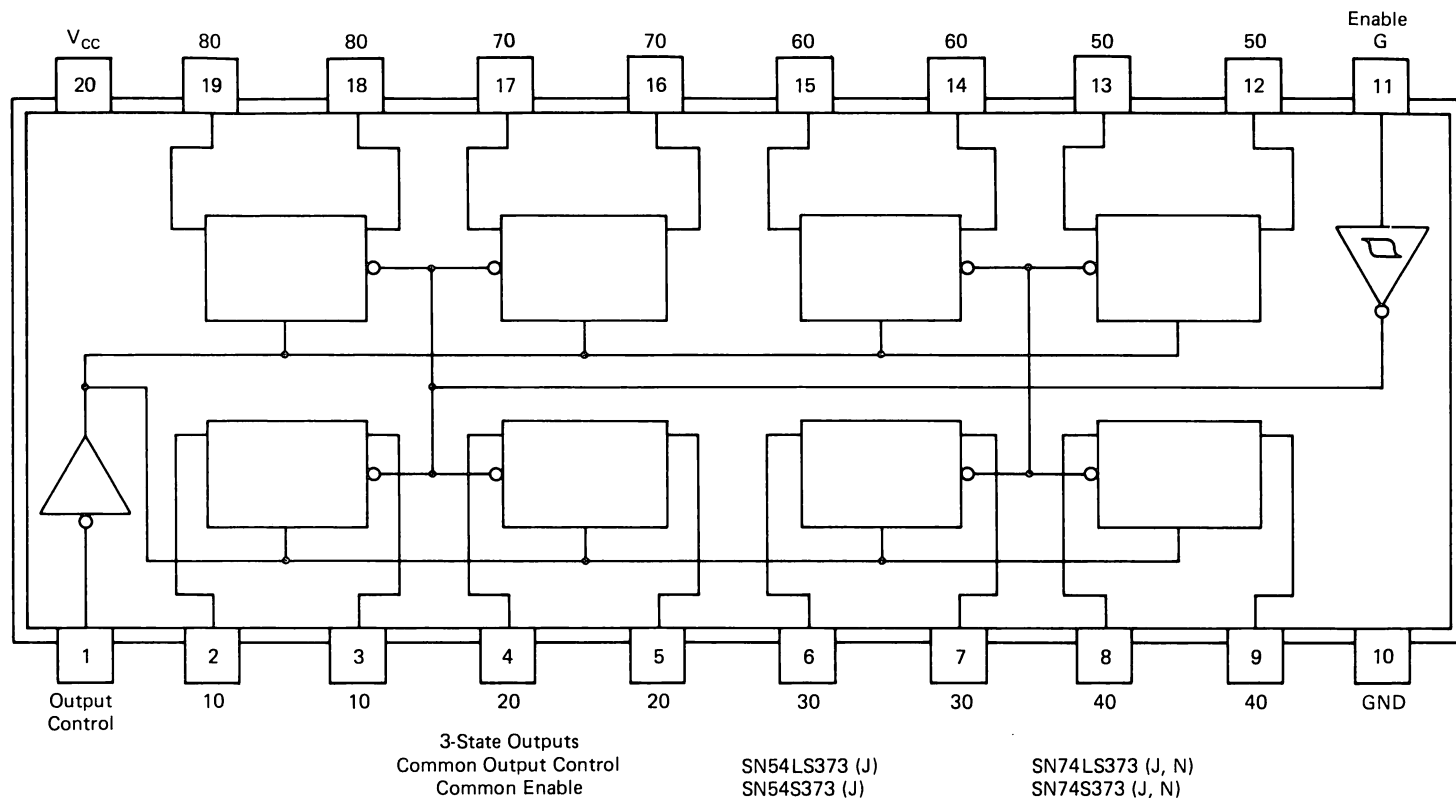 Enable
V_CC 80 80 70 70 60 60 50 50 G
20 19 18 17 16 15 14 13 12 11
1 2 3 4 5 6 7 8 9 10
Output 10 10 20 20 30 30 40 40 GND
Control
3-State Outputs
Common Output Control SN54LS373 (J) SN74LS373 (J, N)
Common Enable SN54S373 (J) SN74S373 (J, N)